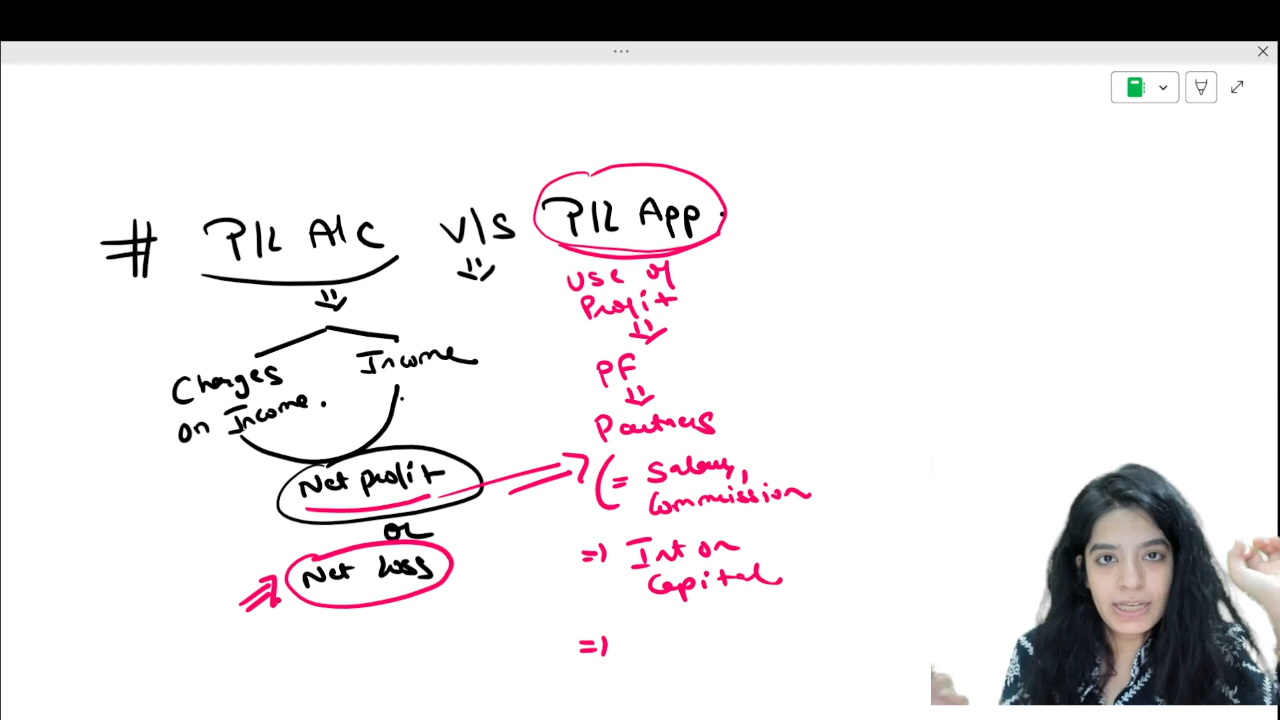 # P/L A/C V/S P/L App.
Use of
Profit
PF
Partners
Charges
on Income.
Income
Net profit
or
Net loss
(= Salary,
Commission
=) Int on
Capital
=)